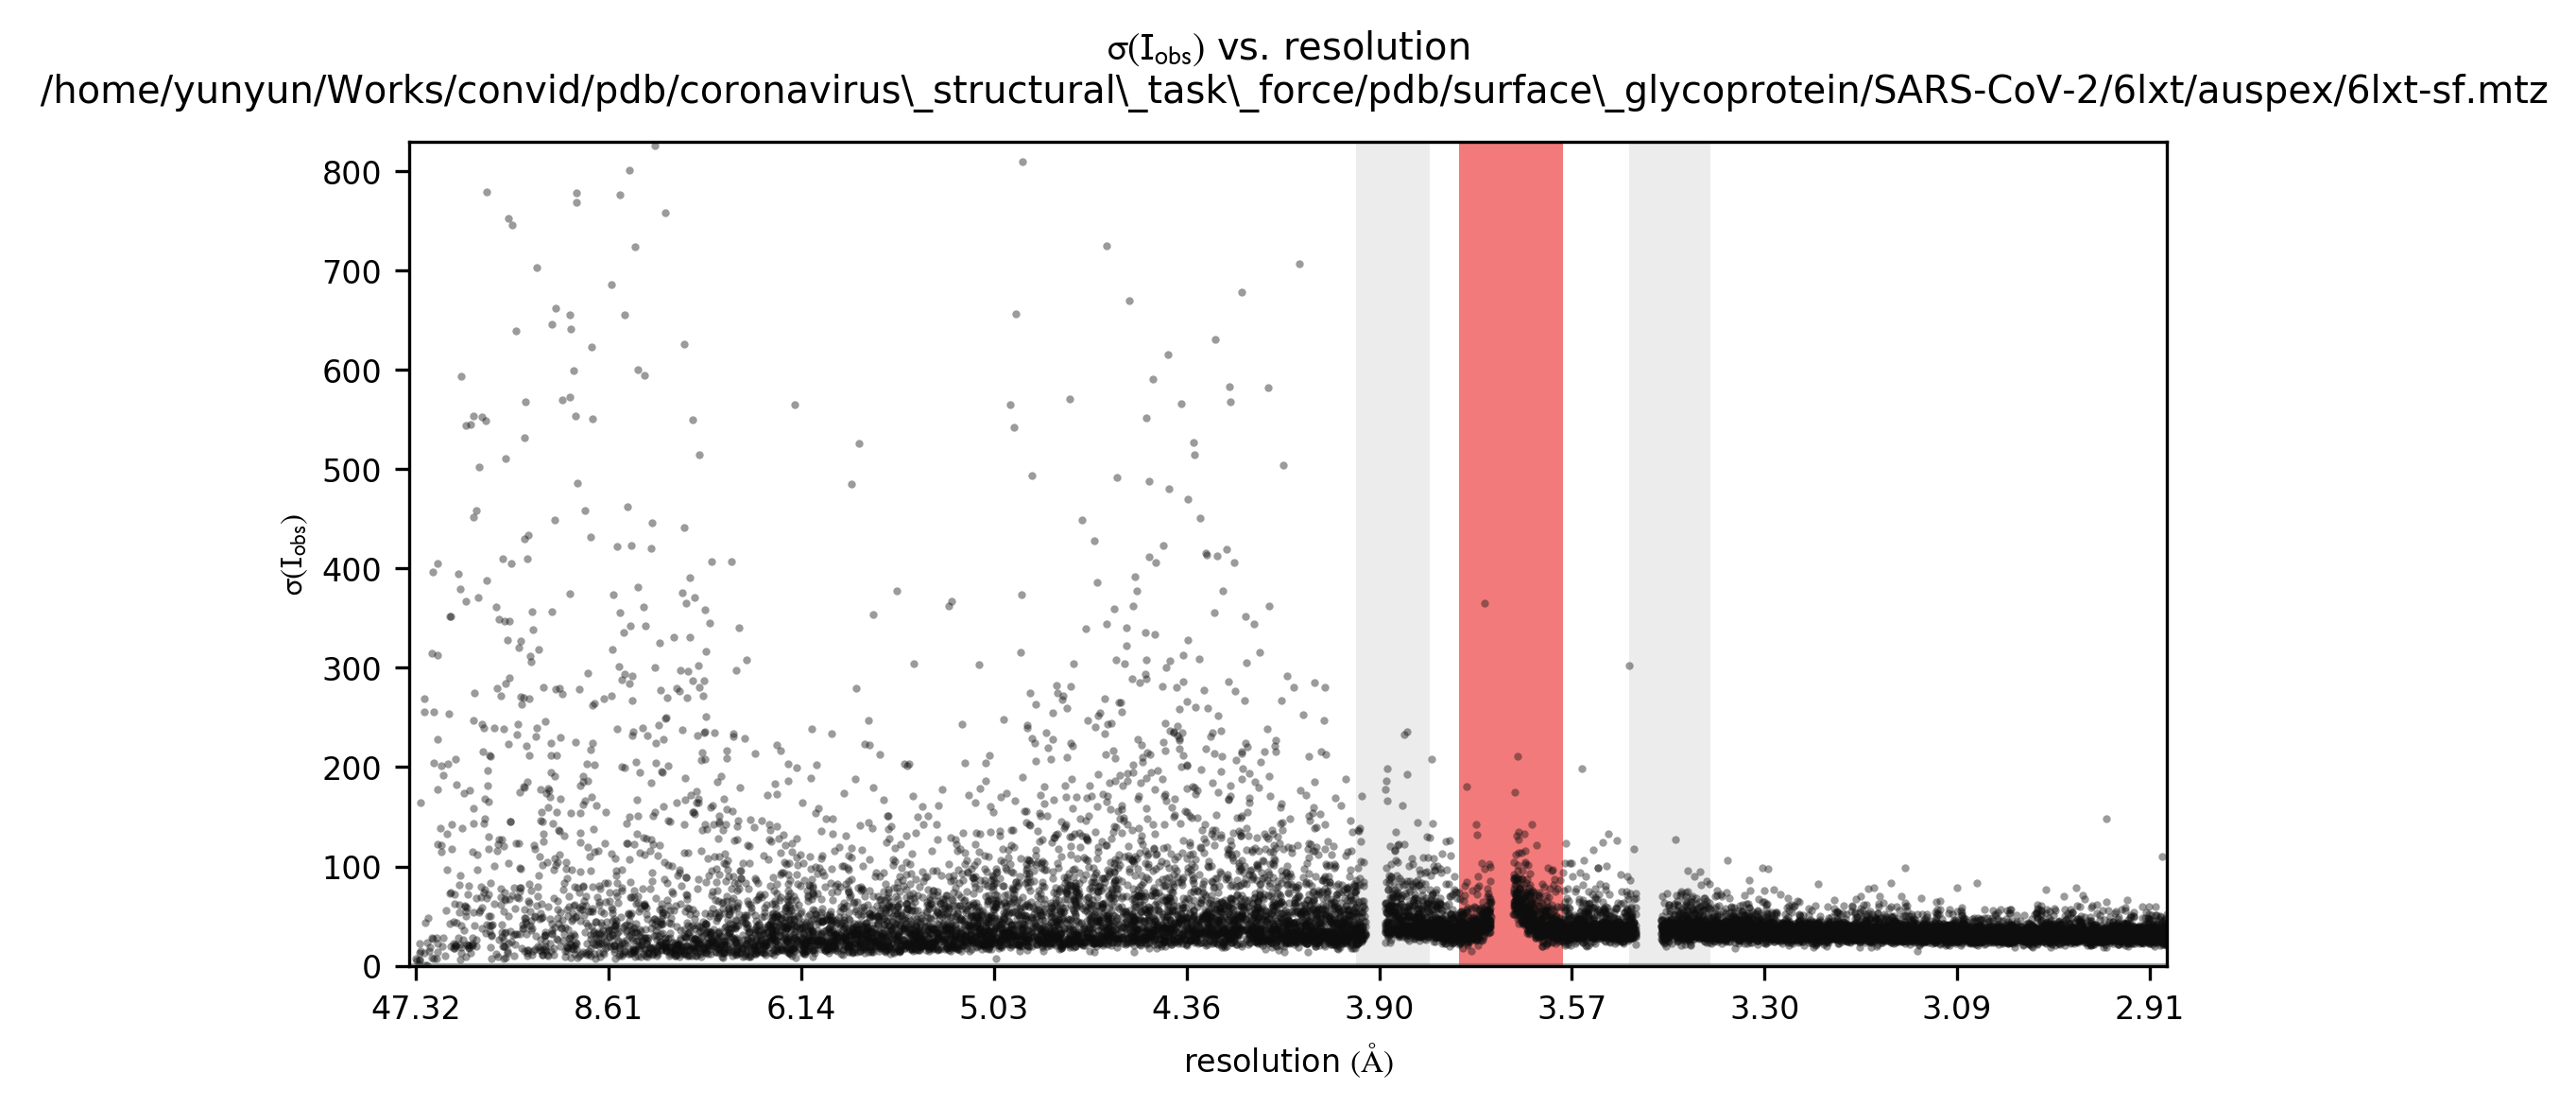 σ(I_obs) vs. resolution
/home/yunyun/Works/convid/pdb/coronavirus\_structural\_task\_force/pdb/surface\_glycoprotein/SARS-CoV-2/6lxt/auspex/6lxt-sf.mtz
σ(I_obs)
800
700
600
500
400
300
200
100
0
47.32 8.61 6.14 5.03 4.36 3.90 3.57 3.30 3.09 2.91
resolution (Å)